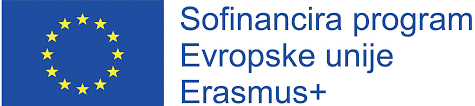 Sofinancira program
Evropske unije
Erasmus+